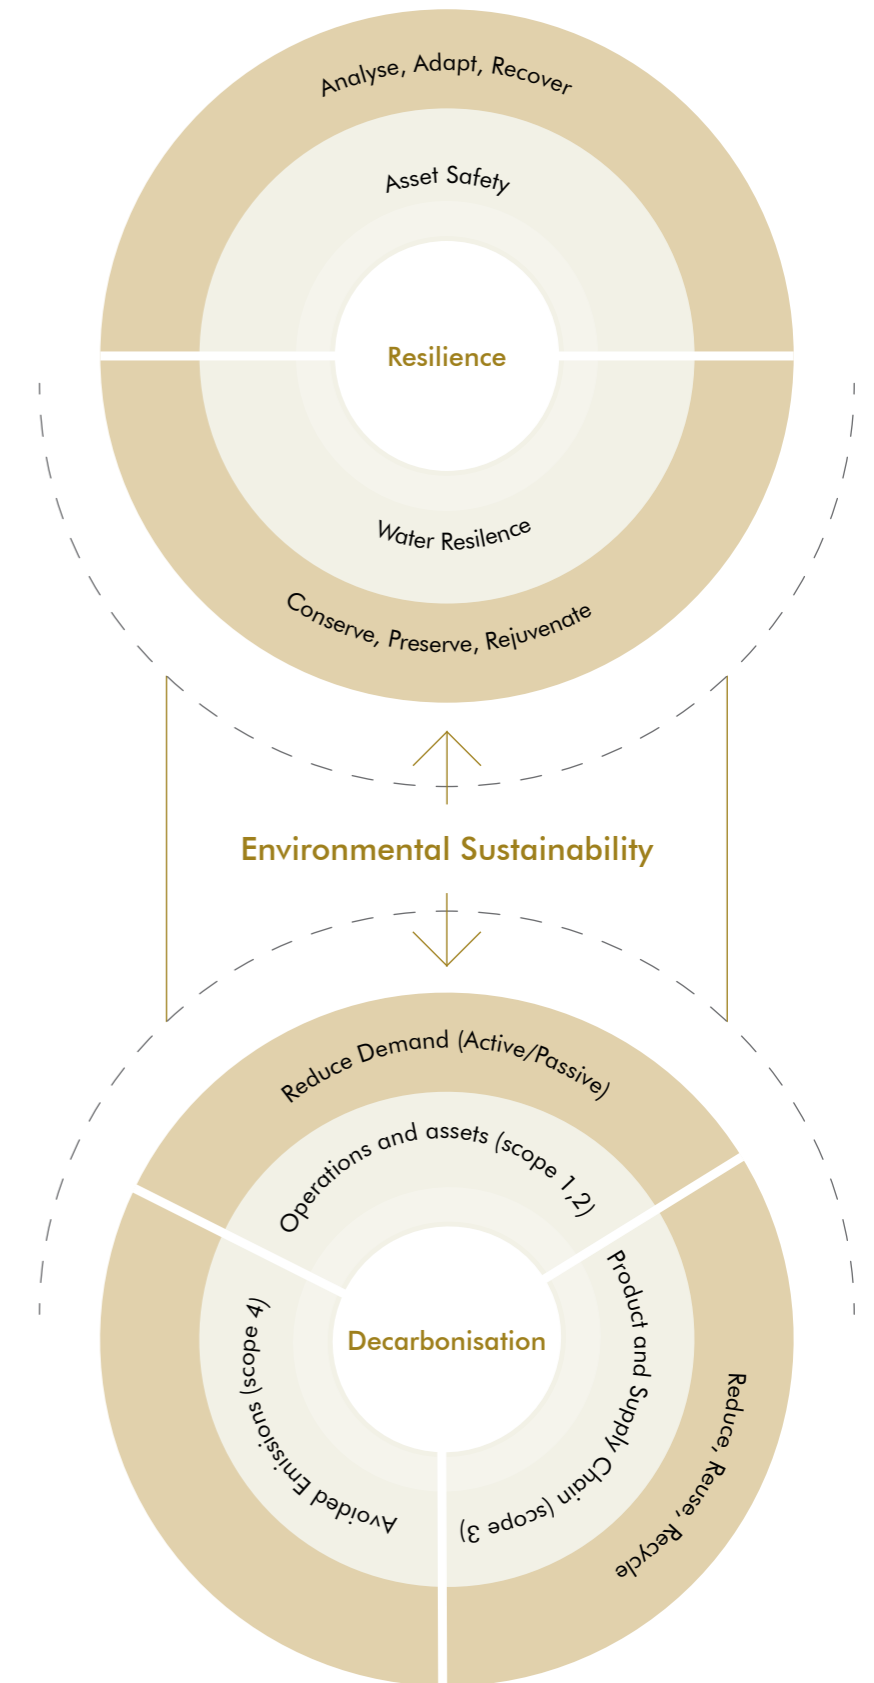 Analyse, Adapt, Recover
Asset Safety
Resilience
Water Resilence
Conserve, Preserve, Rejuvenate
Environmental Sustainability
Reduce Demand (Active/Passive)
Operations and assets (scope 1,2)
Product and Supply Chain (scope 3)
Reduce, Reuse, Recycle
Decarbonisation
Avoided Emissions (scope 4)